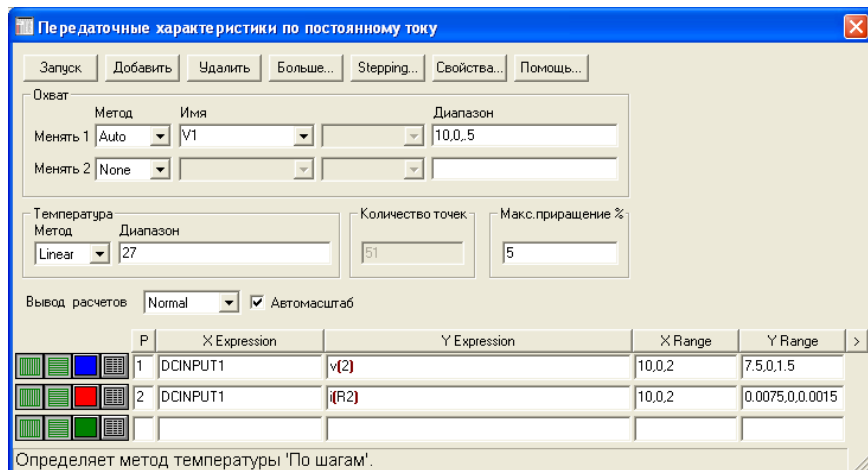 Передаточные характеристики по постоянному току
Запуск Добавить Удалить Больше... Stepping... Свойства... Помощь...
Охват
Метод Имя Диапазон
Менять 1 Auto V1 10,0,.5
Менять 2 None
Температура Количество точек Макс.приращение %
Метод Диапазон
Linear 27 51 5
Вывод расчетов Normal Автомасштаб
P X Expression Y Expression X Range Y Range >
1 DCINPUT1 v(2) 10,0,2 7.5,0,1.5
2 DCINPUT1 i(R2) 10,0,2 0.0075,0,0.0015
Определяет метод температуры 'По шагам'.